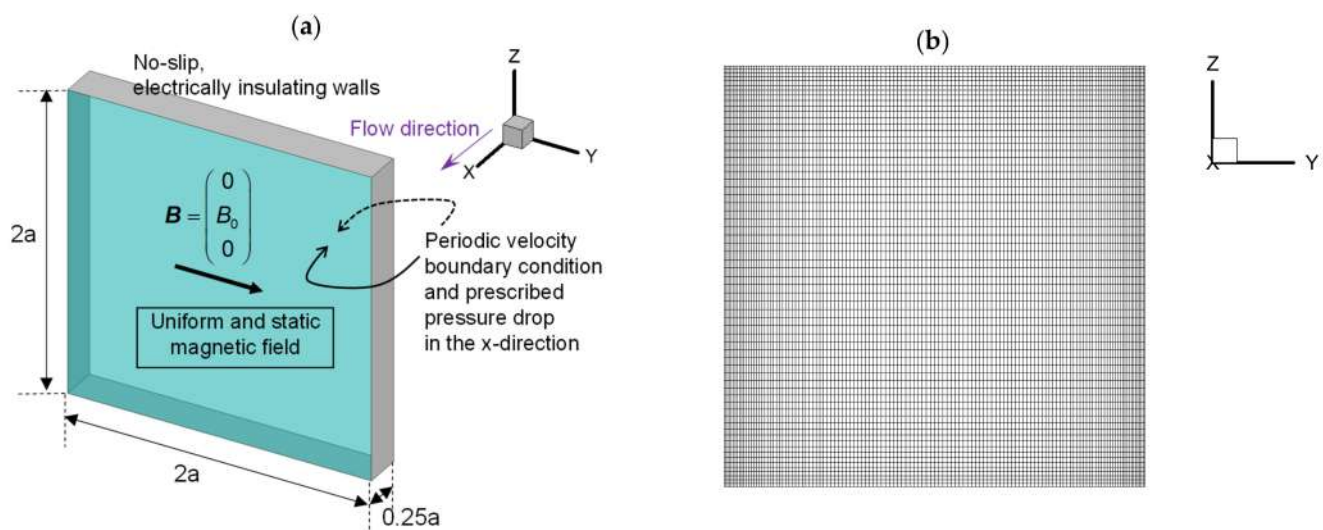 (a)
No-slip,
electrically insulating walls
Z
Flow direction
X
Y
B = ( 0
B₀
0 )
2a
Uniform and static
magnetic field
Periodic velocity
boundary condition
and prescribed
pressure drop
in the x-direction
2a
0.25a
(b)
Z
X
Y